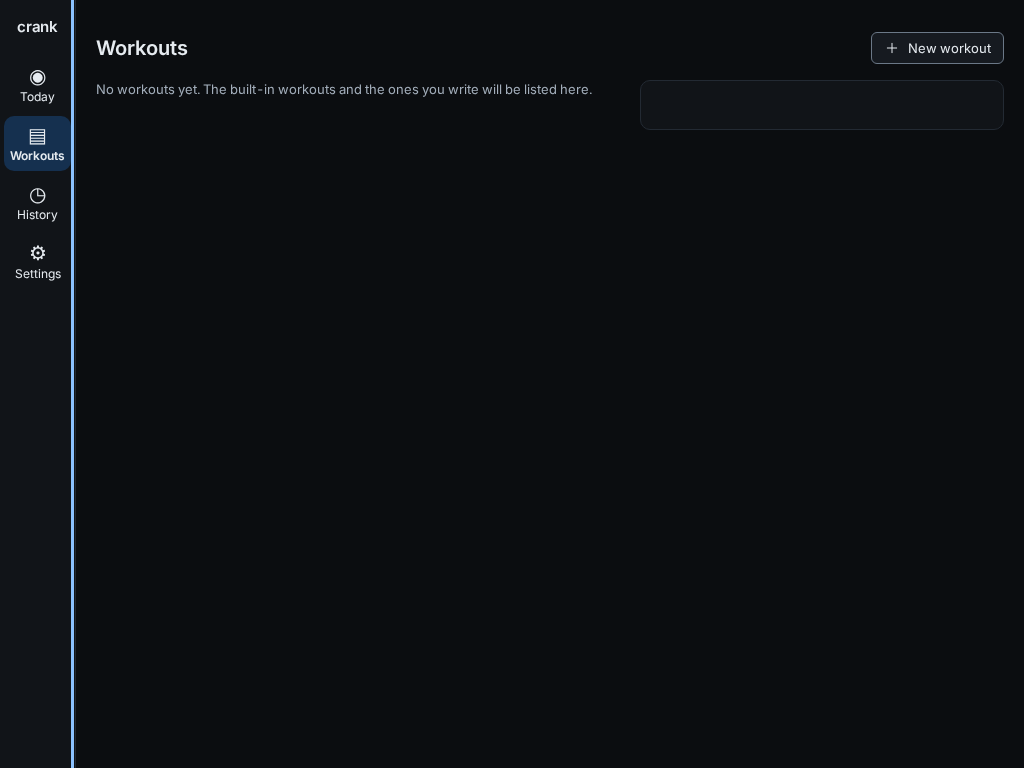 crank
Today
Workouts
History
Settings
Workouts
New workout
No workouts yet. The built-in workouts and the ones you write will be listed here.